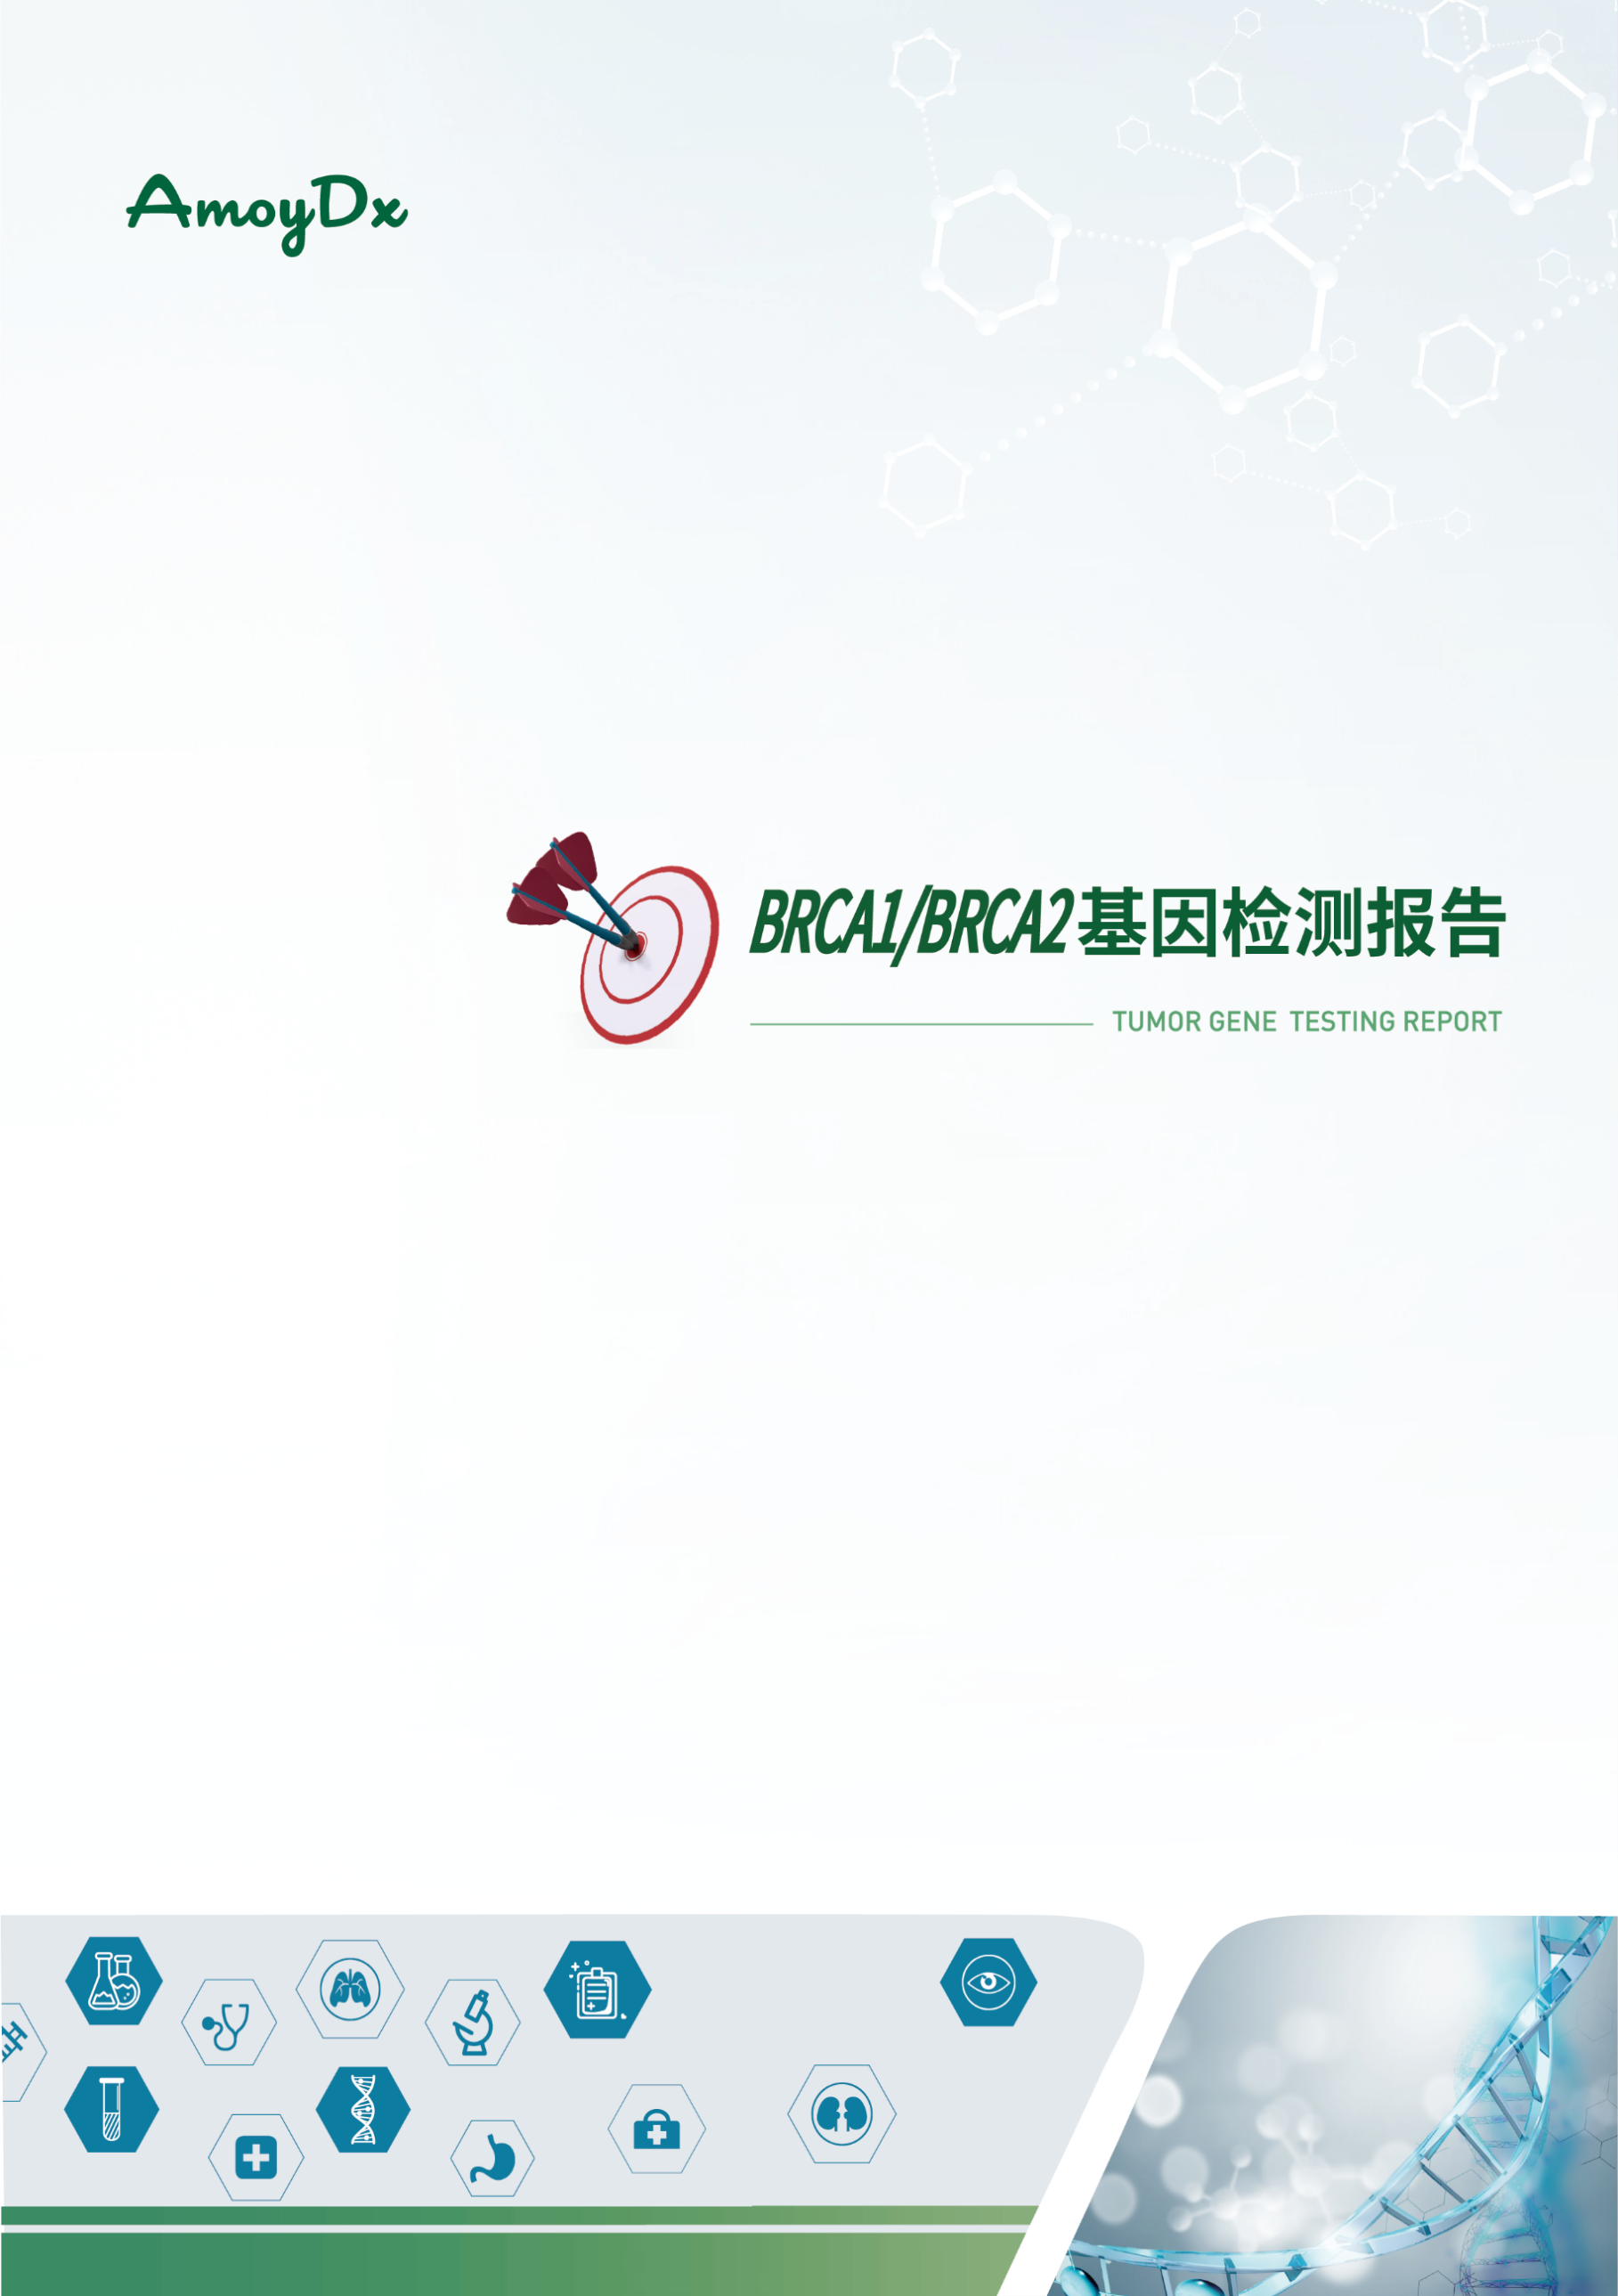 AmoyDx
BRCA1/BRCA2基因检测报告
TUMOR GENE TESTING REPORT